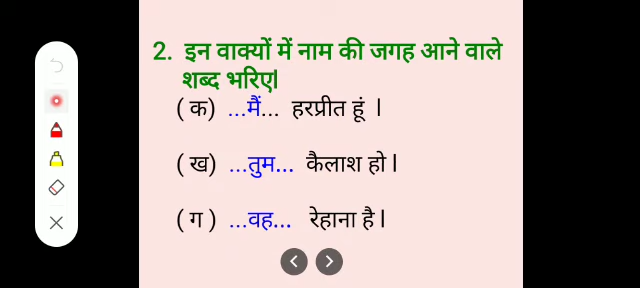 2. इन वाक्यों में नाम की जगह आने वाले
शब्द भरिए|
( क) ...मैं... हरप्रीत हूं |
( ख) ...तुम... कैलाश हो |
( ग ) ...वह... रेहाना है |